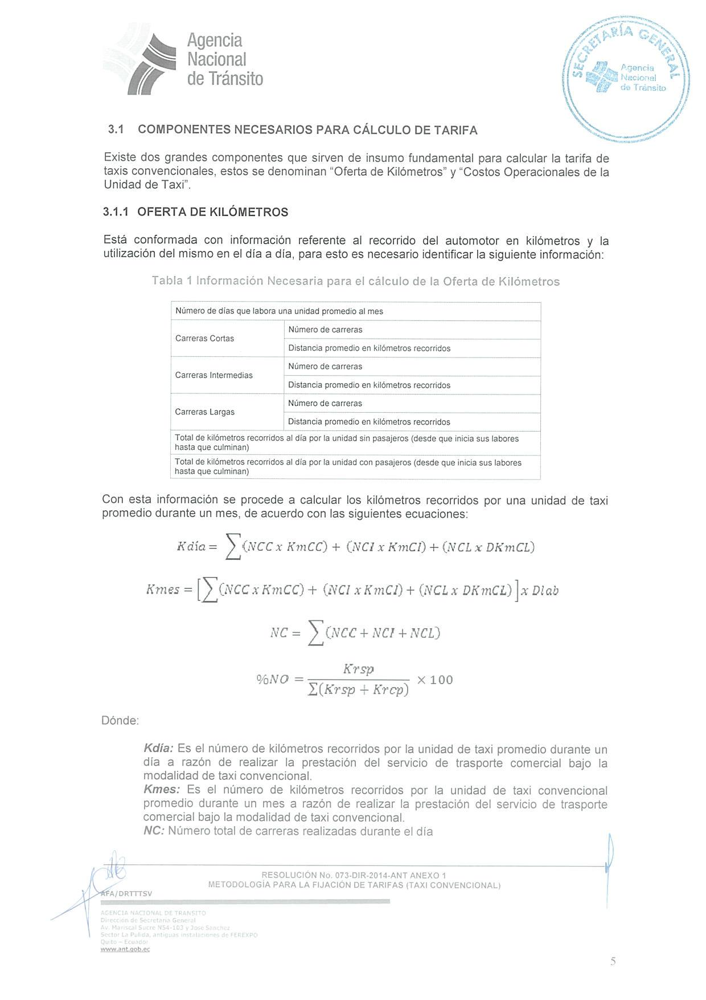 Agencia
Nacional
de Tránsito
SECRETARÍA GENERAL
Agencia
Nacional
de Tránsito
3.1 COMPONENTES NECESARIOS PARA CÁLCULO DE TARIFA
Existe dos grandes componentes que sirven de insumo fundamental para calcular la tarifa de
taxis convencionales, estos se denominan “Oferta de Kilómetros” y “Costos Operacionales de la
Unidad de Taxi”.
3.1.1 OFERTA DE KILÓMETROS
Está conformada con información referente al recorrido del automotor en kilómetros y la
utilización del mismo en el día a día, para esto es necesario identificar la siguiente información:
Tabla 1 Información Necesaria para el cálculo de la Oferta de Kilómetros
Número de días que labora una unidad promedio al mes
Carreras Cortas
Número de carreras
Distancia promedio en kilómetros recorridos
Carreras Intermedias
Número de carreras
Distancia promedio en kilómetros recorridos
Carreras Largas
Número de carreras
Distancia promedio en kilómetros recorridos
Total de kilómetros recorridos al día por la unidad sin pasajeros (desde que inicia sus labores
hasta que culminan)
Total de kilómetros recorridos al día por la unidad con pasajeros (desde que inicia sus labores
hasta que culminan)
Con esta información se procede a calcular los kilómetros recorridos por una unidad de taxi
promedio durante un mes, de acuerdo con las siguientes ecuaciones:
Kdía = ∑(NCC x KmCC) + (NCI x KmCI) + (NCL x DKmCL)
Kmes = [∑(NCC x KmCC) + (NCI x KmCI) + (NCL x DKmCL)] x Dlab
NC = ∑(NCC + NCI + NCL)
%NO = Krsp / ∑(Krsp + Krcp) × 100
Dónde:
Kdía: Es el número de kilómetros recorridos por la unidad de taxi promedio durante un
día a razón de realizar la prestación del servicio de trasporte comercial bajo la
modalidad de taxi convencional.
Kmes: Es el número de kilómetros recorridos por la unidad de taxi convencional
promedio durante un mes a razón de realizar la prestación del servicio de trasporte
comercial bajo la modalidad de taxi convencional.
NC: Número total de carreras realizadas durante el día
RESOLUCIÓN No. 073-DIR-2014-ANT ANEXO 1
METODOLOGÍA PARA LA FIJACIÓN DE TARIFAS (TAXI CONVENCIONAL)
AFA/DRTTTSV
AGENCIA NACIONAL DE TRANSITO
Dirección de Secretaría General
Av. Mariscal Sucre N54-103 y José Sánchez
Sector La Pulida, antiguas instalaciones de FEREXPO
Quito – Ecuador
www.ant.gob.ec
5